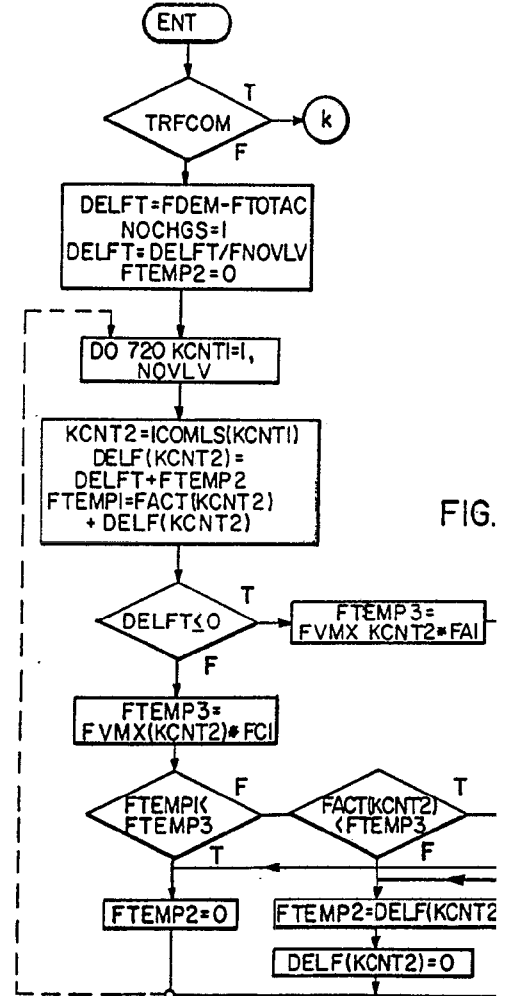 ENT
T
TRFCOM
k
F
DELFT=FDEM-FTOTAC
NOCHGS=1
DELFT=DELFT/FNOVLV
FTEMP2=0
DO 720 KCNT1=1,
NOVLV
KCNT2=ICOMLS(KCNT1)
DELF(KCNT2)=
DELFT+FTEMP2
FTEMP1=FACT(KCNT2)
+DELF(KCNT2)
FIG.
DELFT≤0
T
FTEMP3=
FVMX KCNT2*FA1
F
FTEMP3=
FVMX(KCNT2)*FC1
FTEMP1<
FTEMP3
F
FACT(KCNT2)
<FTEMP3
T
T
F
FTEMP2=0
FTEMP2=DELF(KCNT2
DELF(KCNT2)=0